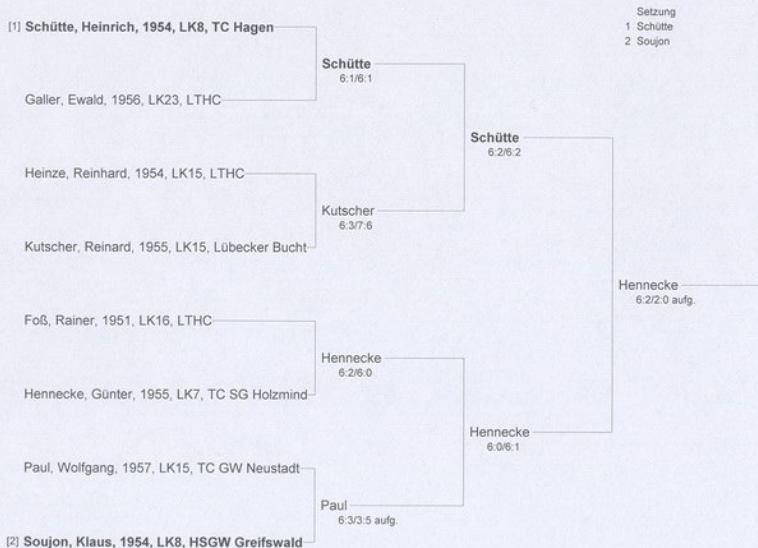 Setzung
1 Schütte
2 Soujon
[1] Schütte, Heinrich, 1954, LK8, TC Hagen
Schütte
6:1/6:1
Galler, Ewald, 1956, LK23, LTHC
Schütte
6:2/6:2
Heinze, Reinhard, 1954, LK15, LTHC
Kutscher
6:3/7:6
Kutscher, Reinard, 1955, LK15, Lübecker Bucht
Hennecke
6:2/2:0 aufg.
Foß, Rainer, 1951, LK16, LTHC
Hennecke
6:2/6:0
Hennecke, Günter, 1955, LK7, TC SG Holzmind
Hennecke
6:0/6:1
Paul, Wolfgang, 1957, LK15, TC GW Neustadt
Paul
6:3/3:5 aufg.
[2] Soujon, Klaus, 1954, LK8, HSGW Greifswald